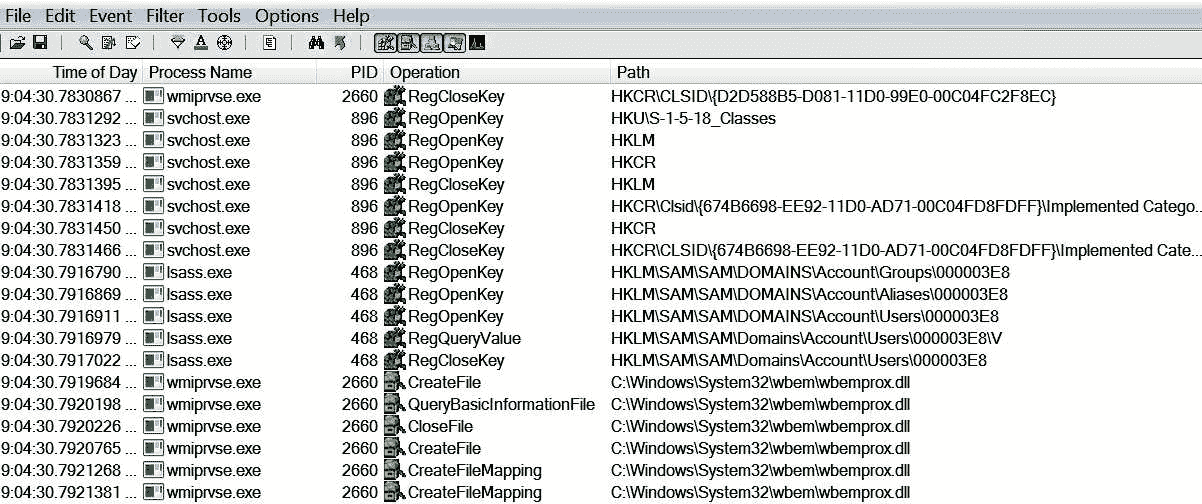 File Edit Event Filter Tools Options Help
Time of Day Process Name PID Operation Path
9:04:30.7830867 ... wmiprvse.exe 2660 RegCloseKey HKCR\CLSID\{D2D588B5-D081-11D0-99E0-00C04FC2F8EC}
9:04:30.7831292 ... svchost.exe 896 RegOpenKey HKU\S-1-5-18_Classes
9:04:30.7831323 ... svchost.exe 896 RegOpenKey HKLM
9:04:30.7831359 ... svchost.exe 896 RegOpenKey HKCR
9:04:30.7831395 ... svchost.exe 896 RegCloseKey HKLM
9:04:30.7831418 ... svchost.exe 896 RegOpenKey HKCR\Clsid\{674B6698-EE92-11D0-AD71-00C04FD8FDFF}\Implemented Catego...
9:04:30.7831450 ... svchost.exe 896 RegCloseKey HKCR
9:04:30.7831466 ... svchost.exe 896 RegCloseKey HKCR\CLSID\{674B6698-EE92-11D0-AD71-00C04FD8FDFF}\Implemented Cate...
9:04:30.7916790 ... lsass.exe 468 RegOpenKey HKLM\SAM\SAM\DOMAINS\Account\Groups\000003E8
9:04:30.7916869 ... lsass.exe 468 RegOpenKey HKLM\SAM\SAM\DOMAINS\Account\Aliases\000003E8
9:04:30.7916911 ... lsass.exe 468 RegOpenKey HKLM\SAM\SAM\DOMAINS\Account\Users\000003E8
9:04:30.7916979 ... lsass.exe 468 RegQueryValue HKLM\SAM\SAM\Domains\Account\Users\000003E8\V
9:04:30.7917022 ... lsass.exe 468 RegCloseKey HKLM\SAM\SAM\Domains\Account\Users\000003E8
9:04:30.7919684 ... wmiprvse.exe 2660 CreateFile C:\Windows\System32\wbem\wbemprox.dll
9:04:30.7920198 ... wmiprvse.exe 2660 QueryBasicInformationFile C:\Windows\System32\wbem\wbemprox.dll
9:04:30.7920226 ... wmiprvse.exe 2660 CloseFile C:\Windows\System32\wbem\wbemprox.dll
9:04:30.7920765 ... wmiprvse.exe 2660 CreateFile C:\Windows\System32\wbem\wbemprox.dll
9:04:30.7921268 ... wmiprvse.exe 2660 CreateFileMapping C:\Windows\System32\wbem\wbemprox.dll
9:04:30.7921381 ... wmiprvse.exe 2660 CreateFileMapping C:\Windows\System32\wbem\wbemprox.dll